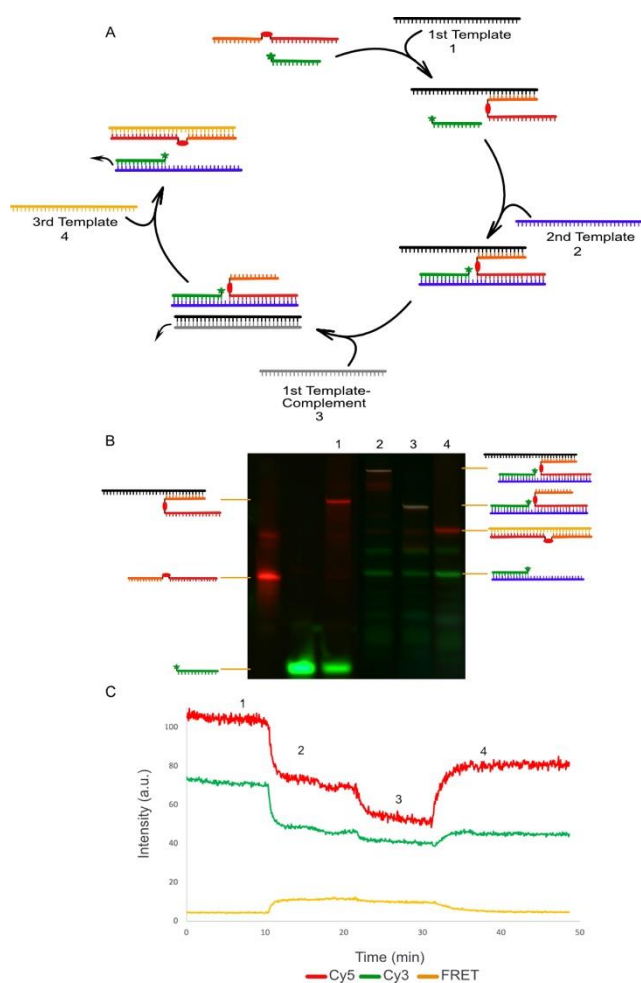 A
1st Template
1
2nd Template
2
3rd Template
4
1st Template-
Complement
3
B
1 2 3 4
C
1
2
3
4
100
80
60
40
20
0
Intensity (a.u.)
0 10 20 30 40 50
Time (min)
Cy5 Cy3 FRET